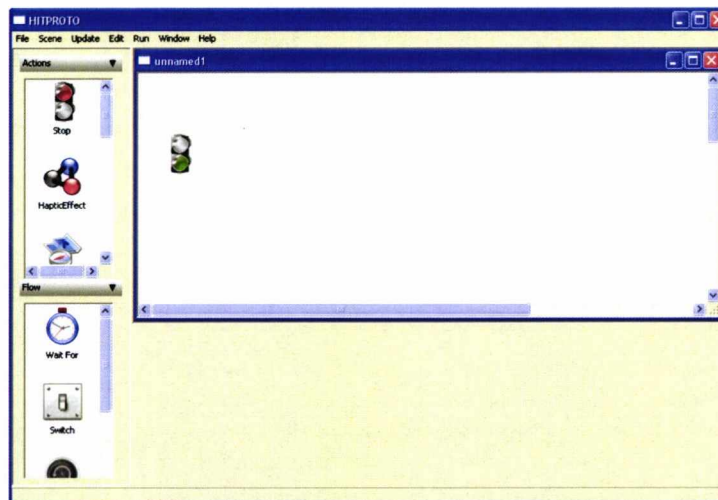 HITPROTO
File Scene Update Edit Run Window Help
Actions
unnamed1
Stop
HapticEffect
Flow
Wait For
Switch